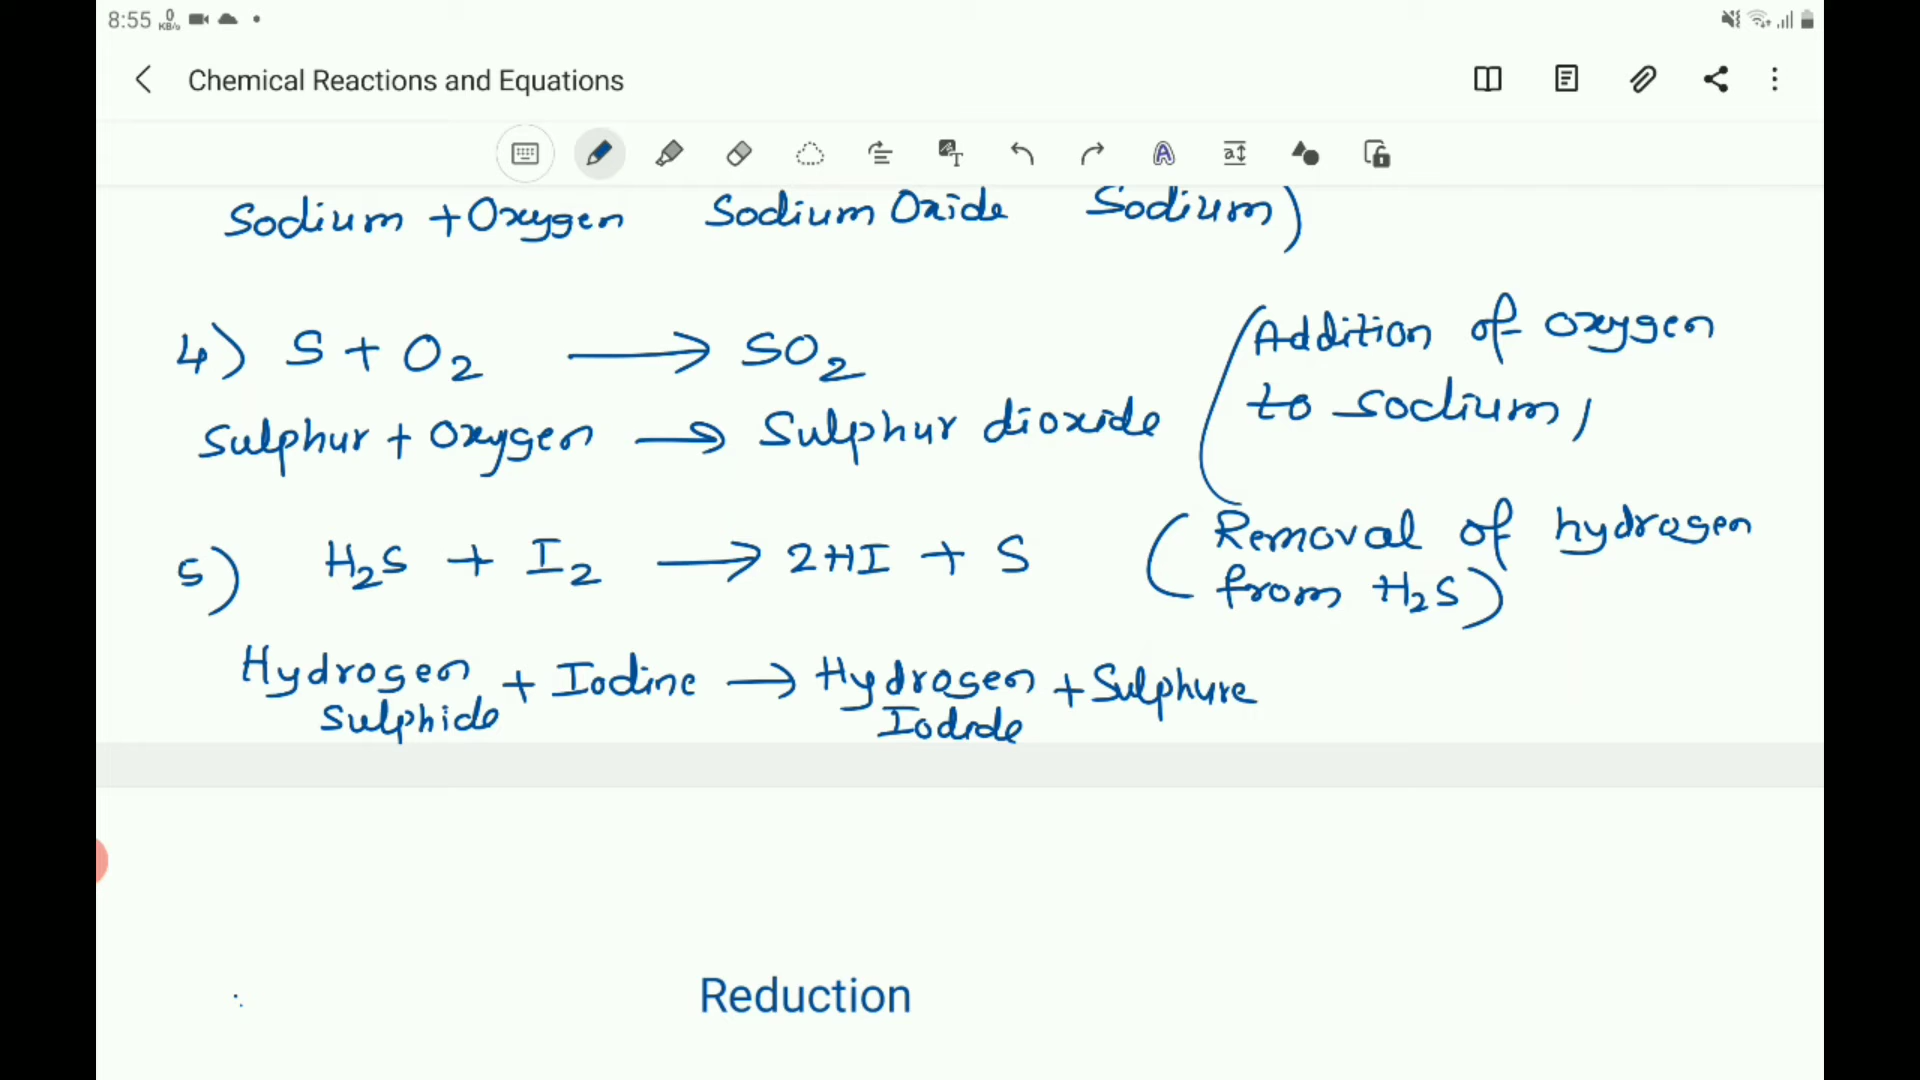 8:55 0 KB/s
Chemical Reactions and Equations
Sodium + Oxygen Sodium Oxide Sodium)
4) S + O₂ → SO₂ (Addition of oxygen
to sodium,
Sulphur + Oxygen → Sulphur dioxide
5) H₂S + I₂ → 2HI + S (Removal of hydrogen
from H₂S)
Hydrogen + Iodine → Hydrogen + Sulphure
Sulphide Iodide
Reduction